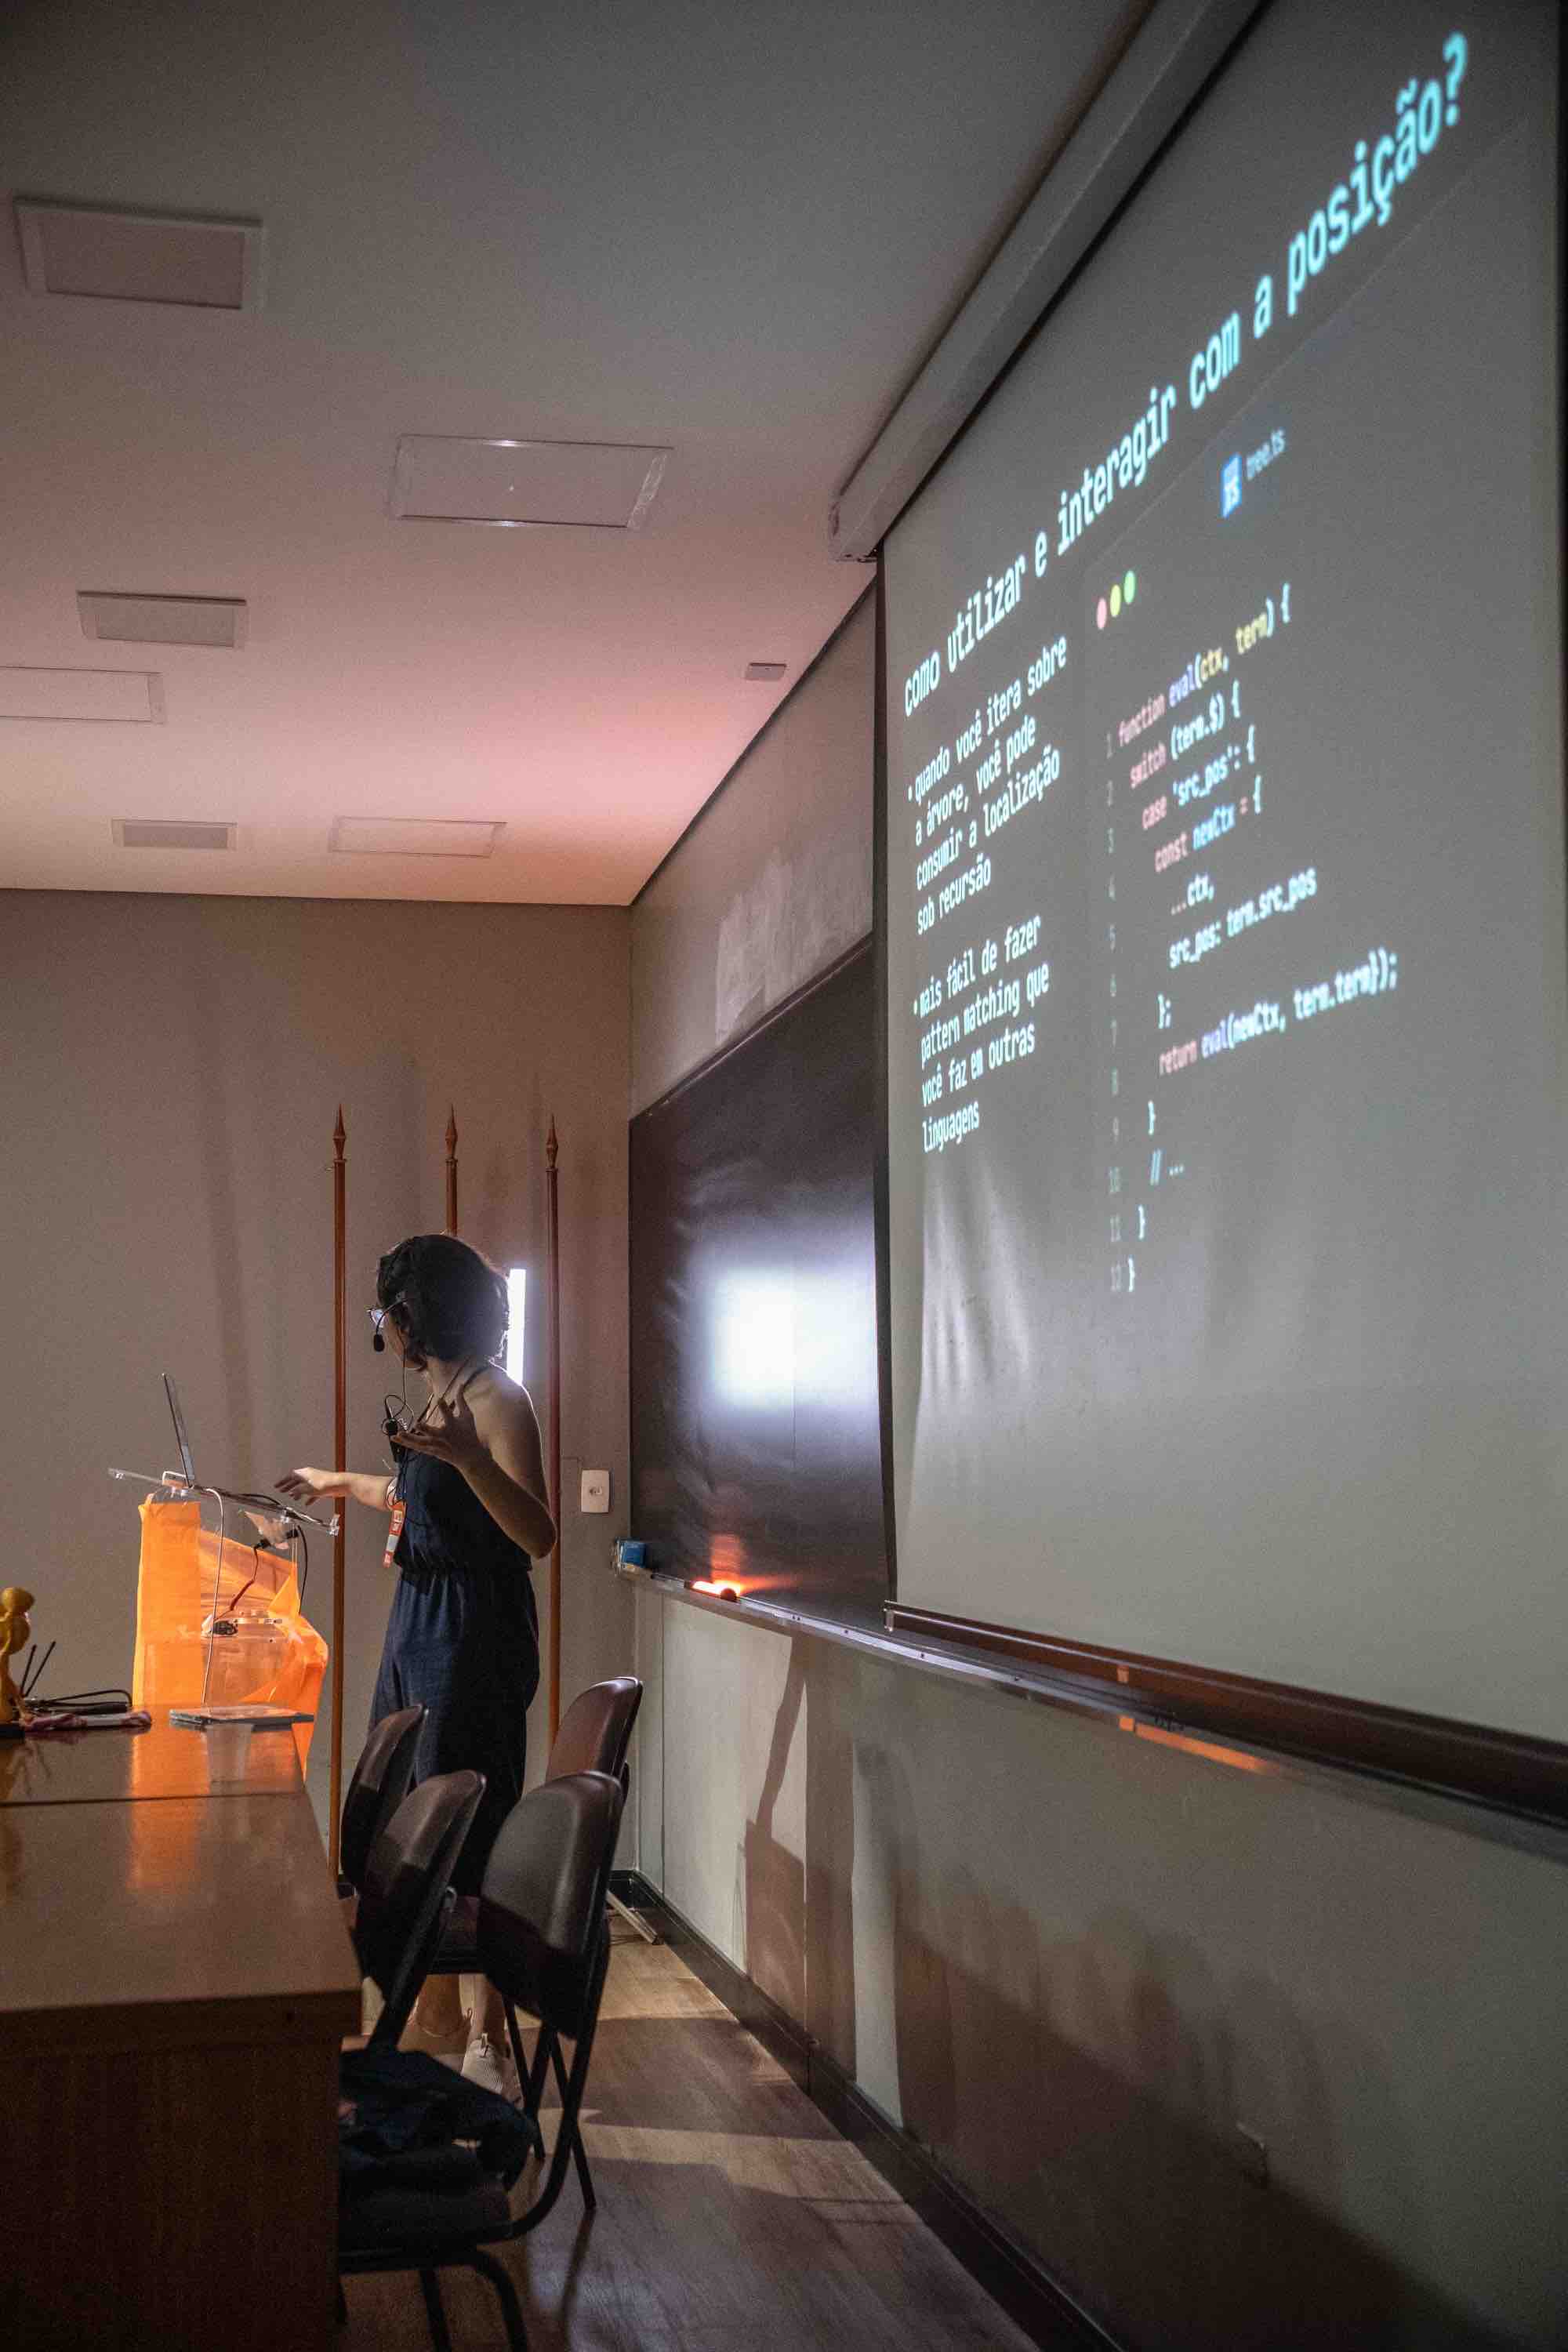 como utilizar e interagir com a posição?
• quando você itera sobre
a árvore, você pode
consumir a localização
sob recursão
• mais fácil de fazer
pattern matching que
você faz em outras
linguagens
TS tree.ts
1 function eval(ctx, term) {
2 switch (term.$) {
3 case 'src_pos': {
4 const newCtx = {
5 ...ctx,
6 src_pos: term.src_pos
7 };
8 return eval(newCtx, term.term});
9 }
10 // ...
11 }
12 }